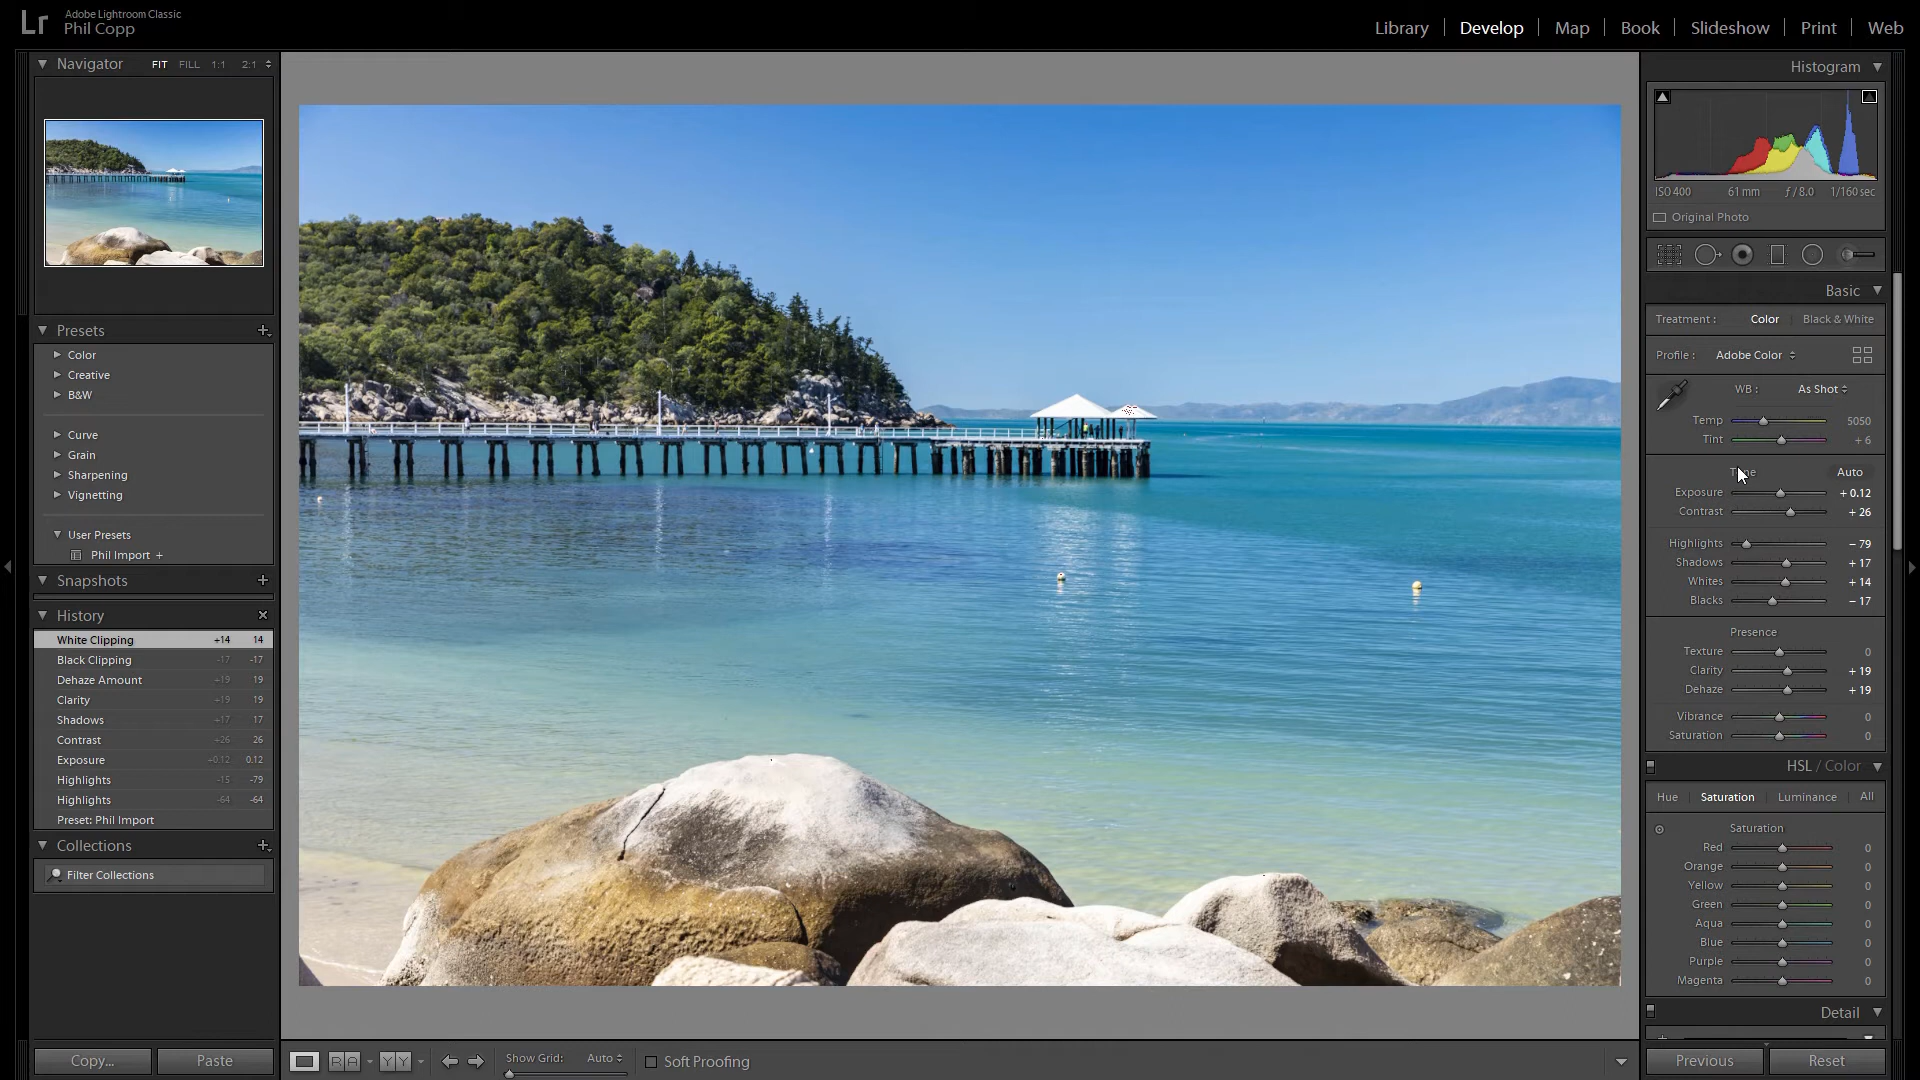 Lr
Adobe Lightroom Classic
Phil Copp
Library Develop Map Book Slideshow Print Web
Navigator FIT FILL 1:1 2:1
Presets
Color
Creative
B&W
Curve
Grain
Sharpening
Vignetting
User Presets
Phil Import +
Snapshots
History
White Clipping +14 14
Black Clipping -17 -17
Dehaze Amount +19 19
Clarity +19 19
Shadows +17 17
Contrast +26 26
Exposure +0.12 0.12
Highlights -15 -79
Highlights -64 -64
Preset: Phil Import
Collections
Filter Collections
Copy... Paste
R A Y Y Show Grid: Auto Soft Proofing
Histogram
ISO 400 61 mm ƒ / 8.0 1/160 sec
Original Photo
Basic
Treatment : Color Black & White
Profile : Adobe Color
WB : As Shot
Temp 5050
Tint + 6
Auto
Exposure + 0.12
Contrast + 26
Highlights – 79
Shadows + 17
Whites + 14
Blacks – 17
Presence
Texture 0
Clarity + 19
Dehaze + 19
Vibrance 0
Saturation 0
HSL / Color
Hue Saturation Luminance All
Saturation
Red 0
Orange 0
Yellow 0
Green 0
Aqua 0
Blue 0
Purple 0
Magenta 0
Detail
Previous Reset